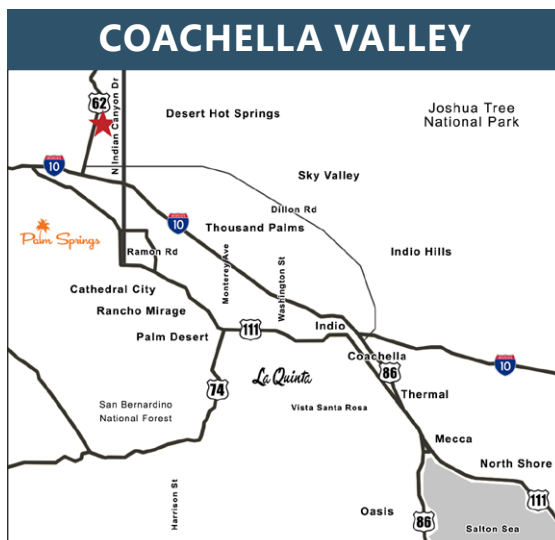 COACHELLA VALLEY
62
N Indian Canyon Dr
Desert Hot Springs
Joshua Tree
National Park
10
Sky Valley
Dillon Rd
10
Thousand Palms
Palm Springs
Ramon Rd
Indio Hills
Monterey Ave
Washington St
Cathedral City
Rancho Mirage
Palm Desert
111
Indio
Coachella
10
86
74
La Quinta
Thermal
San Bernardino
National Forest
Vista Santa Rosa
Mecca
North Shore
Harrison St
111
Oasis
86
Salton Sea